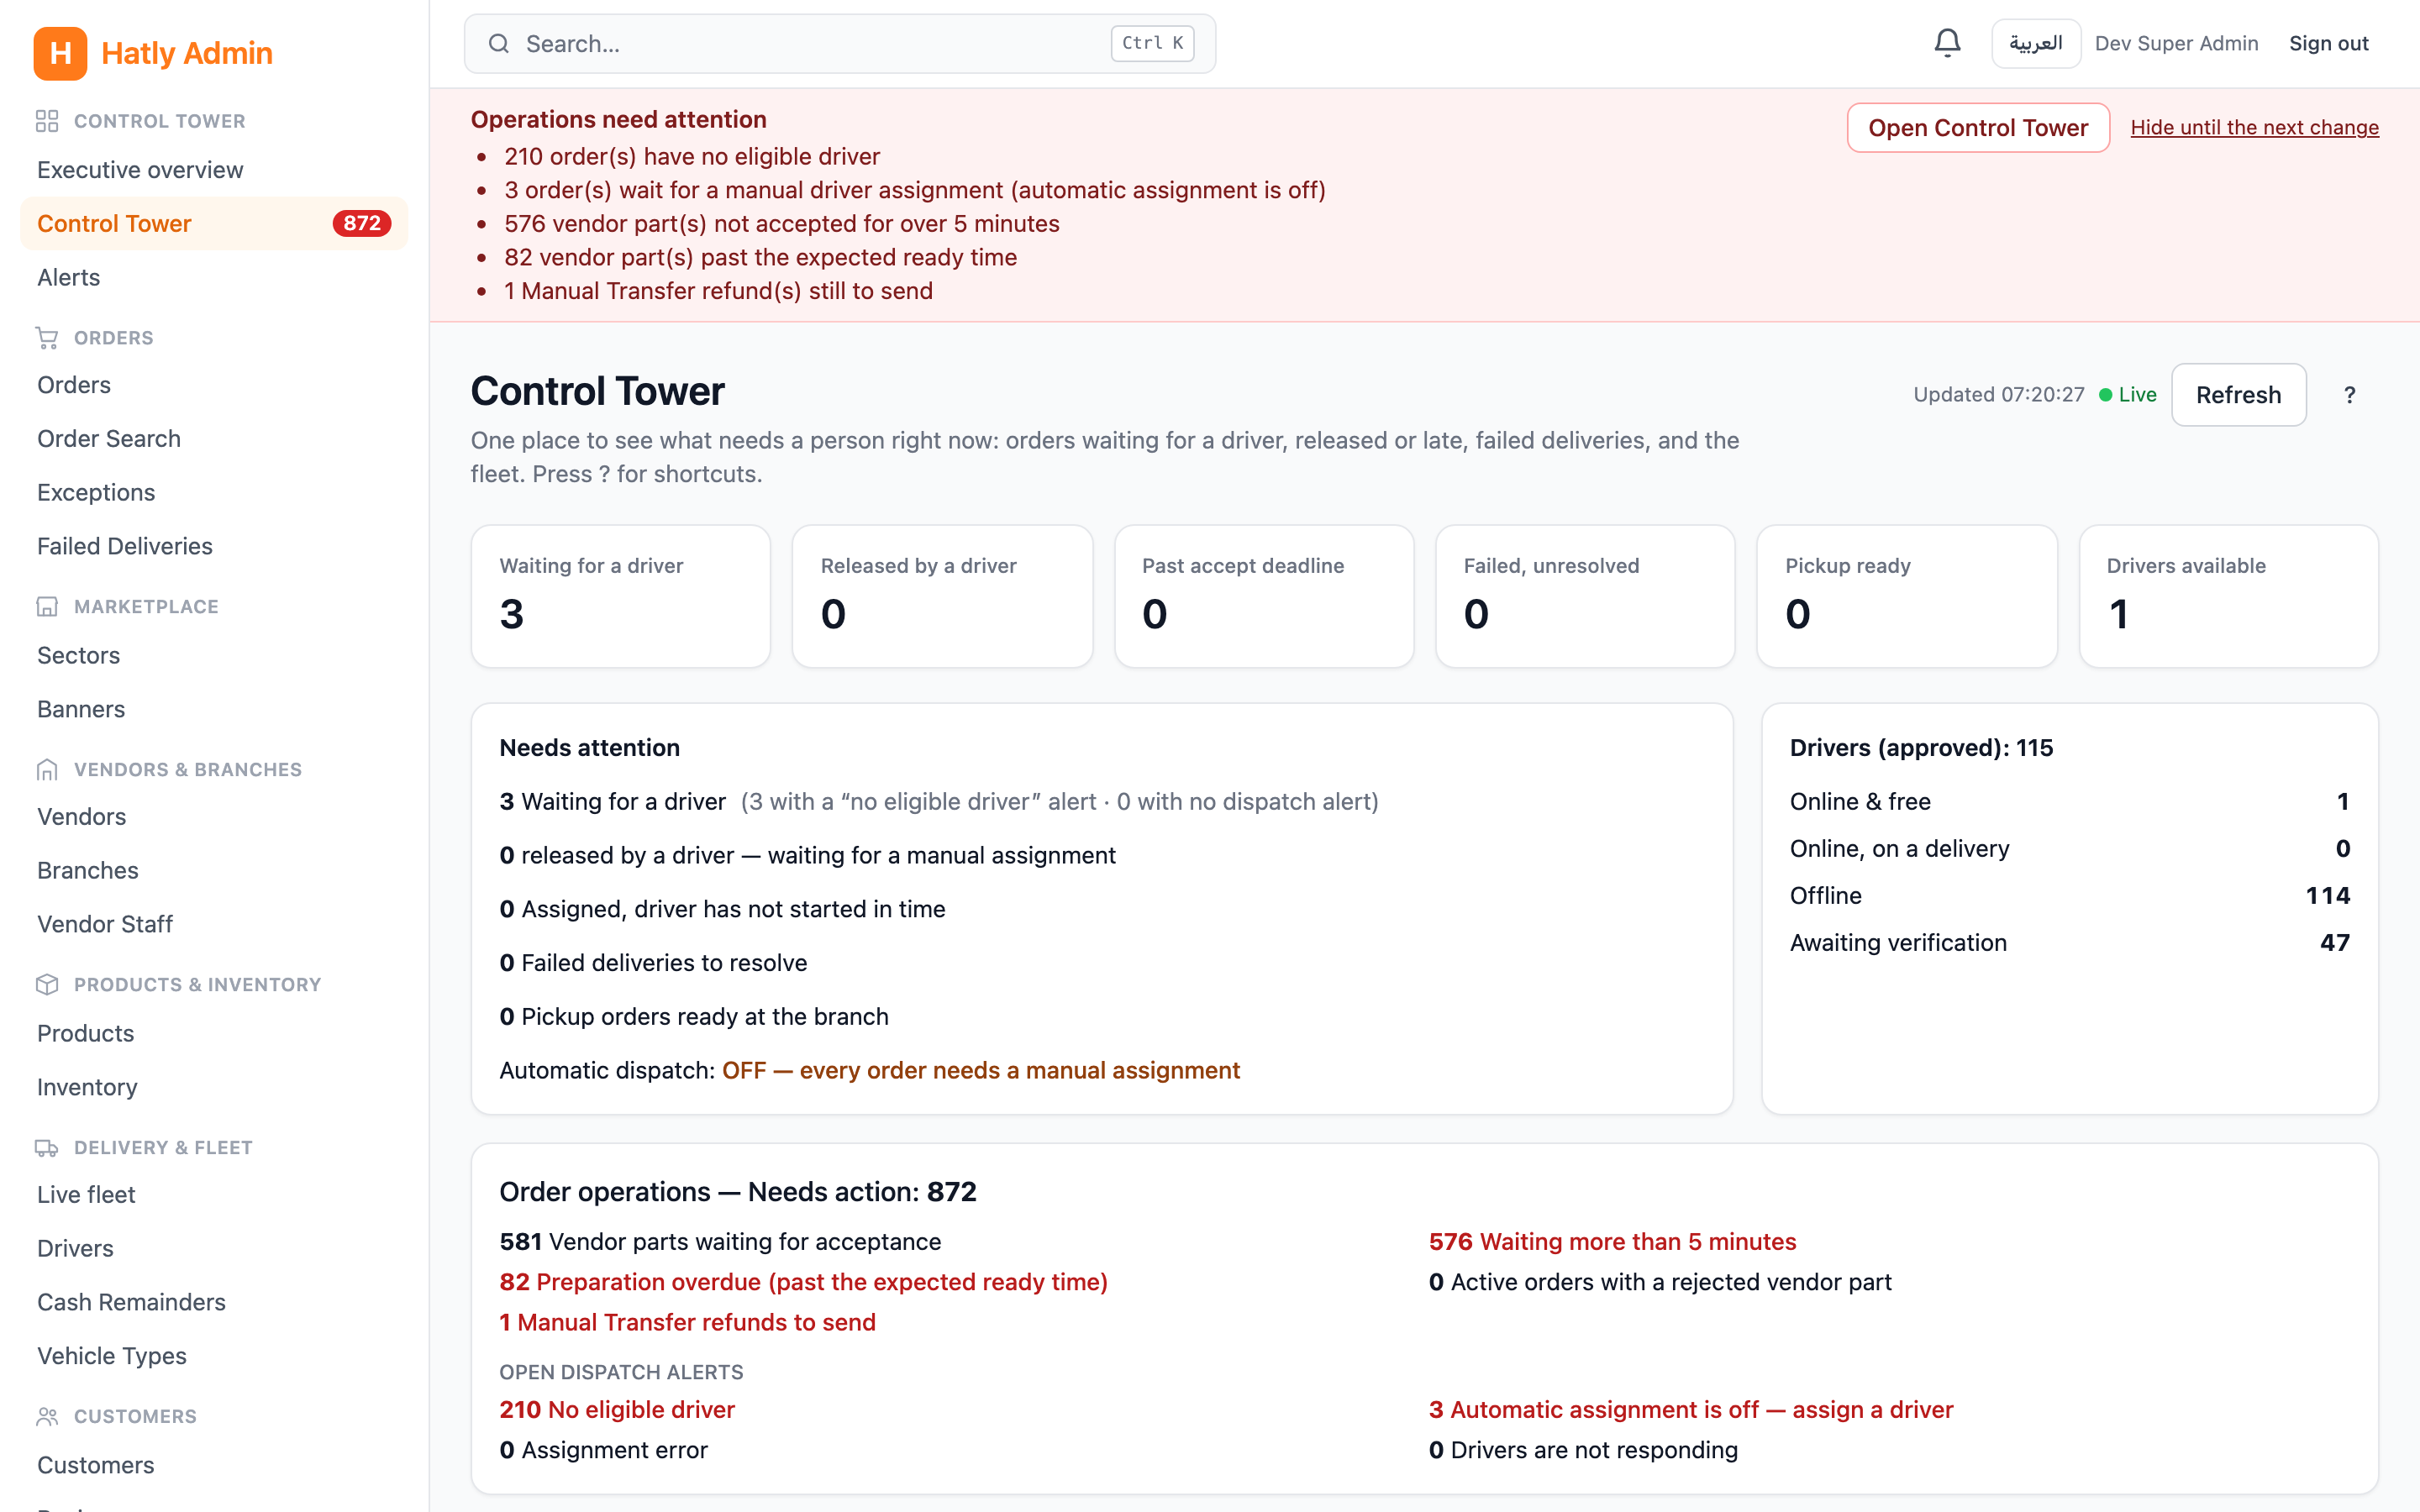 H Hatly Admin
CONTROL TOWER
Executive overview
Control Tower 872
Alerts
ORDERS
Orders
Order Search
Exceptions
Failed Deliveries
MARKETPLACE
Sectors
Banners
VENDORS & BRANCHES
Vendors
Branches
Vendor Staff
PRODUCTS & INVENTORY
Products
Inventory
DELIVERY & FLEET
Live fleet
Drivers
Cash Remainders
Vehicle Types
CUSTOMERS
Customers
Search... Ctrl K
العربية Dev Super Admin Sign out
Operations need attention
• 210 order(s) have no eligible driver
• 3 order(s) wait for a manual driver assignment (automatic assignment is off)
• 576 vendor part(s) not accepted for over 5 minutes
• 82 vendor part(s) past the expected ready time
• 1 Manual Transfer refund(s) still to send
Open Control Tower Hide until the next change
Control Tower
Updated 07:20:27 Live Refresh ?
One place to see what needs a person right now: orders waiting for a driver, released or late, failed deliveries, and the
fleet. Press ? for shortcuts.
Waiting for a driver
3
Released by a driver
0
Past accept deadline
0
Failed, unresolved
0
Pickup ready
0
Drivers available
1
Needs attention
3 Waiting for a driver (3 with a “no eligible driver” alert · 0 with no dispatch alert)
0 released by a driver — waiting for a manual assignment
0 Assigned, driver has not started in time
0 Failed deliveries to resolve
0 Pickup orders ready at the branch
Automatic dispatch: OFF — every order needs a manual assignment
Drivers (approved): 115
Online & free 1
Online, on a delivery 0
Offline 114
Awaiting verification 47
Order operations — Needs action: 872
581 Vendor parts waiting for acceptance
576 Waiting more than 5 minutes
82 Preparation overdue (past the expected ready time)
0 Active orders with a rejected vendor part
1 Manual Transfer refunds to send
OPEN DISPATCH ALERTS
210 No eligible driver
3 Automatic assignment is off — assign a driver
0 Assignment error
0 Drivers are not responding